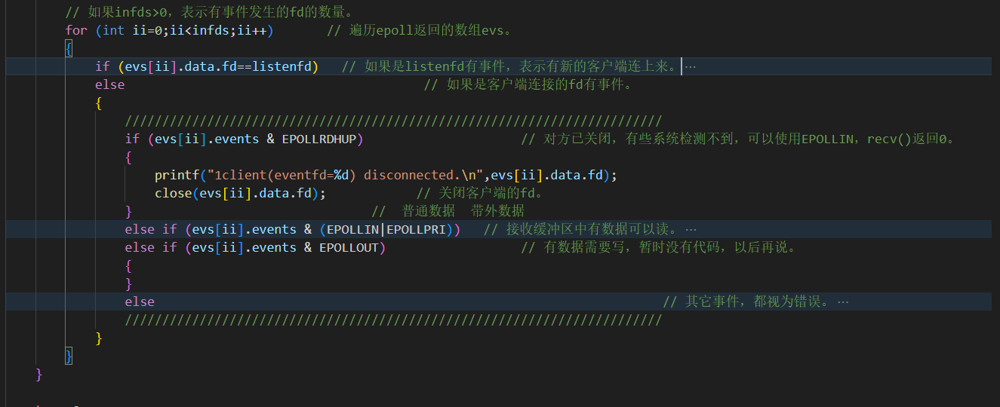 // 如果infds>0，表示有事件发生的fd的数量。
for (int ii=0;ii<infds;ii++)       // 遍历epoll返回的数组evs。
{
if (evs[ii].data.fd==listenfd)   // 如果是listenfd有事件，表示有新的客户端连上来。…
else                                        // 如果是客户端连接的fd有事件。
{
////////////////////////////////////////////////////////////////////////
if (evs[ii].events & EPOLLRDHUP)                     // 对方已关闭，有些系统检测不到，可以使用EPOLLIN，recv()返回0。
{
printf("1client(eventfd=%d) disconnected.\n",evs[ii].data.fd);
close(evs[ii].data.fd);            // 关闭客户端的fd。
}                                //  普通数据  带外数据
else if (evs[ii].events & (EPOLLIN|EPOLLPRI))   // 接收缓冲区中有数据可以读。…
else if (evs[ii].events & EPOLLOUT)                  // 有数据需要写，暂时没有代码，以后再说。
{
}
else                                                                    // 其它事件，都视为错误。…
////////////////////////////////////////////////////////////////////////
}
}
}